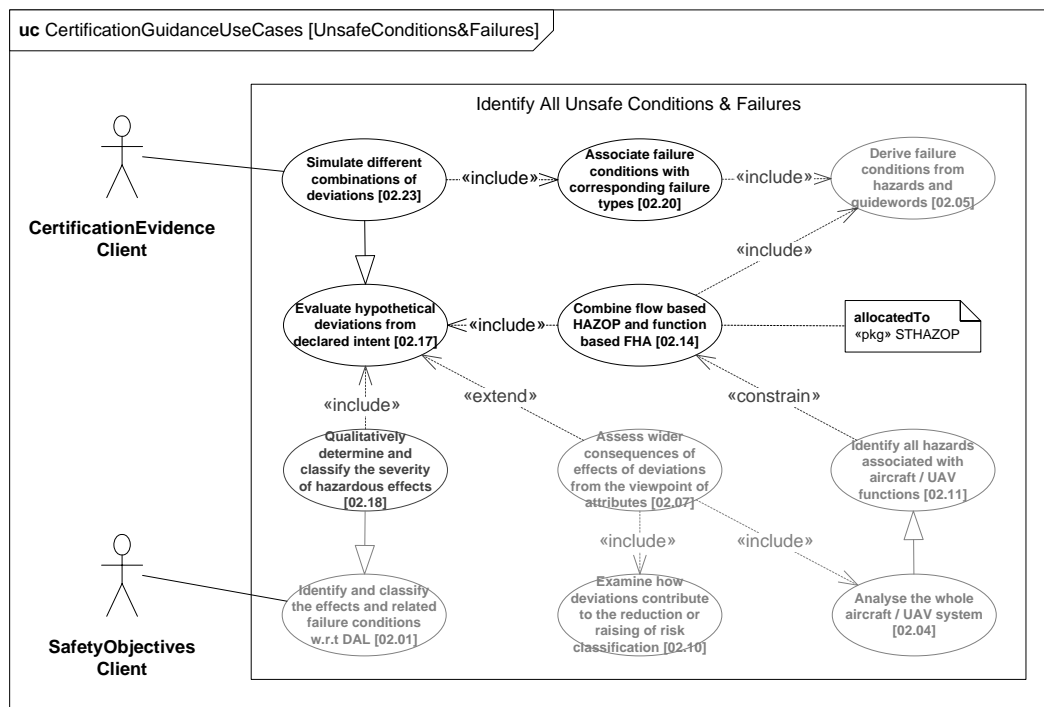 uc CertificationGuidanceUseCases [UnsafeConditions&Failures]
Identify All Unsafe Conditions & Failures
CertificationEvidence
Client
Simulate different
combinations of
deviations [02.23]
«include»
Associate failure
conditions with
corresponding failure
types [02.20]
«include»
Derive failure
conditions from
hazards and
guidewords [02.05]
«include»
Evaluate hypothetical
deviations from
declared intent [02.17]
«include»
Combine flow based
HAZOP and function
based FHA [02.14]
allocatedTo
«pkg» STHAZOP
«include»
«extend»
«constrain»
Qualitatively
determine and
classify the severity
of hazardous effects
[02.18]
Assess wider
consequences of
effects of deviations
from the viewpoint of
attributes [02.07]
Identify all hazards
associated with
aircraft / UAV
functions [02.11]
«include»
«include»
SafetyObjectives
Client
Identify and classify
the effects and related
failure conditions
w.r.t DAL [02.01]
Examine how
deviations contribute
to the reduction or
raising of risk
classification [02.10]
Analyse the whole
aircraft / UAV system
[02.04]